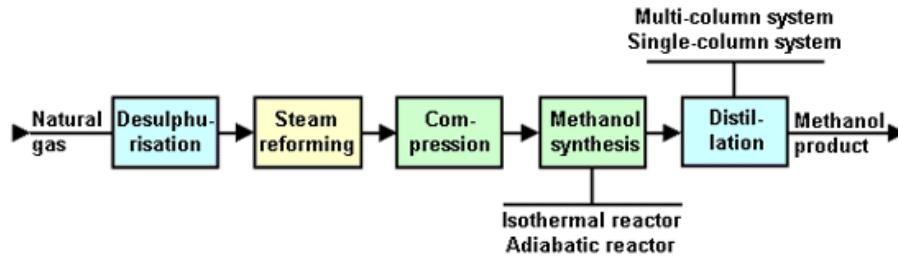 Multi-column system
Single-column system
Natural
gas
Desulphu-
risation
Steam
reforming
Com-
pression
Methanol
synthesis
Distil-
lation
Methanol
product
Isothermal reactor
Adiabatic reactor